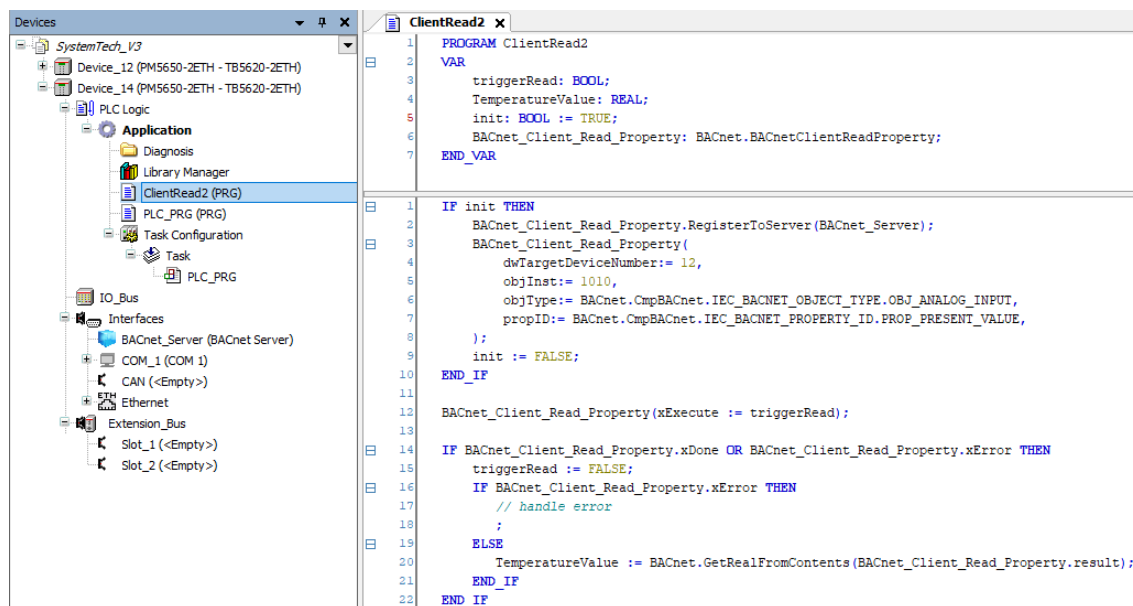 Devices
SystemTech_V3
Device_12 (PM5650-2ETH - TB5620-2ETH)
Device_14 (PM5650-2ETH - TB5620-2ETH)
PLC Logic
Application
Diagnosis
Library Manager
ClientRead2 (PRG)
PLC_PRG (PRG)
Task Configuration
Task
PLC_PRG
IO_Bus
Interfaces
BACnet_Server (BACnet Server)
COM_1 (COM 1)
CAN (<Empty>)
ETH Ethernet
Extension_Bus
Slot_1 (<Empty>)
Slot_2 (<Empty>)
ClientRead2
1 PROGRAM ClientRead2
2 VAR
3 triggerRead: BOOL;
4 TemperatureValue: REAL;
5 init: BOOL := TRUE;
6 BACnet_Client_Read_Property: BACnet.BACnetClientReadProperty;
7 END_VAR
1 IF init THEN
2 BACnet_Client_Read_Property.RegisterToServer(BACnet_Server);
3 BACnet_Client_Read_Property(
4 dwTargetDeviceNumber:= 12,
5 objInst:= 1010,
6 objType:= BACnet.CmpBACnet.IEC_BACNET_OBJECT_TYPE.OBJ_ANALOG_INPUT,
7 propID:= BACnet.CmpBACnet.IEC_BACNET_PROPERTY_ID.PROP_PRESENT_VALUE,
8 );
9 init := FALSE;
10 END_IF
11
12 BACnet_Client_Read_Property(xExecute := triggerRead);
13
14 IF BACnet_Client_Read_Property.xDone OR BACnet_Client_Read_Property.xError THEN
15 triggerRead := FALSE;
16 IF BACnet_Client_Read_Property.xError THEN
17 // handle error
18 ;
19 ELSE
20 TemperatureValue := BACnet.GetRealFromContents(BACnet_Client_Read_Property.result);
21 END_IF
22 END_IF